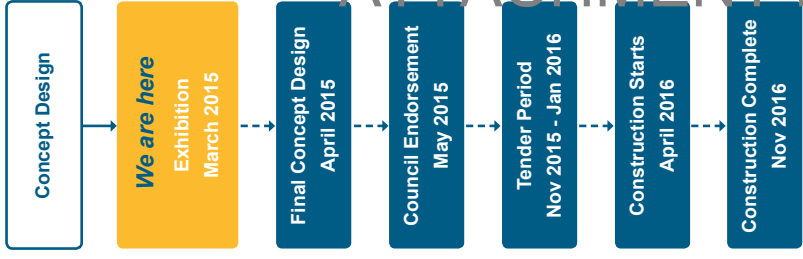 Concept Design
We are here
Exhibition
March 2015
Final Concept Design
April 2015
Council Endorsement
May 2015
Tender Period
Nov 2015 - Jan 2016
Construction Starts
April 2016
Construction Complete
Nov 2016